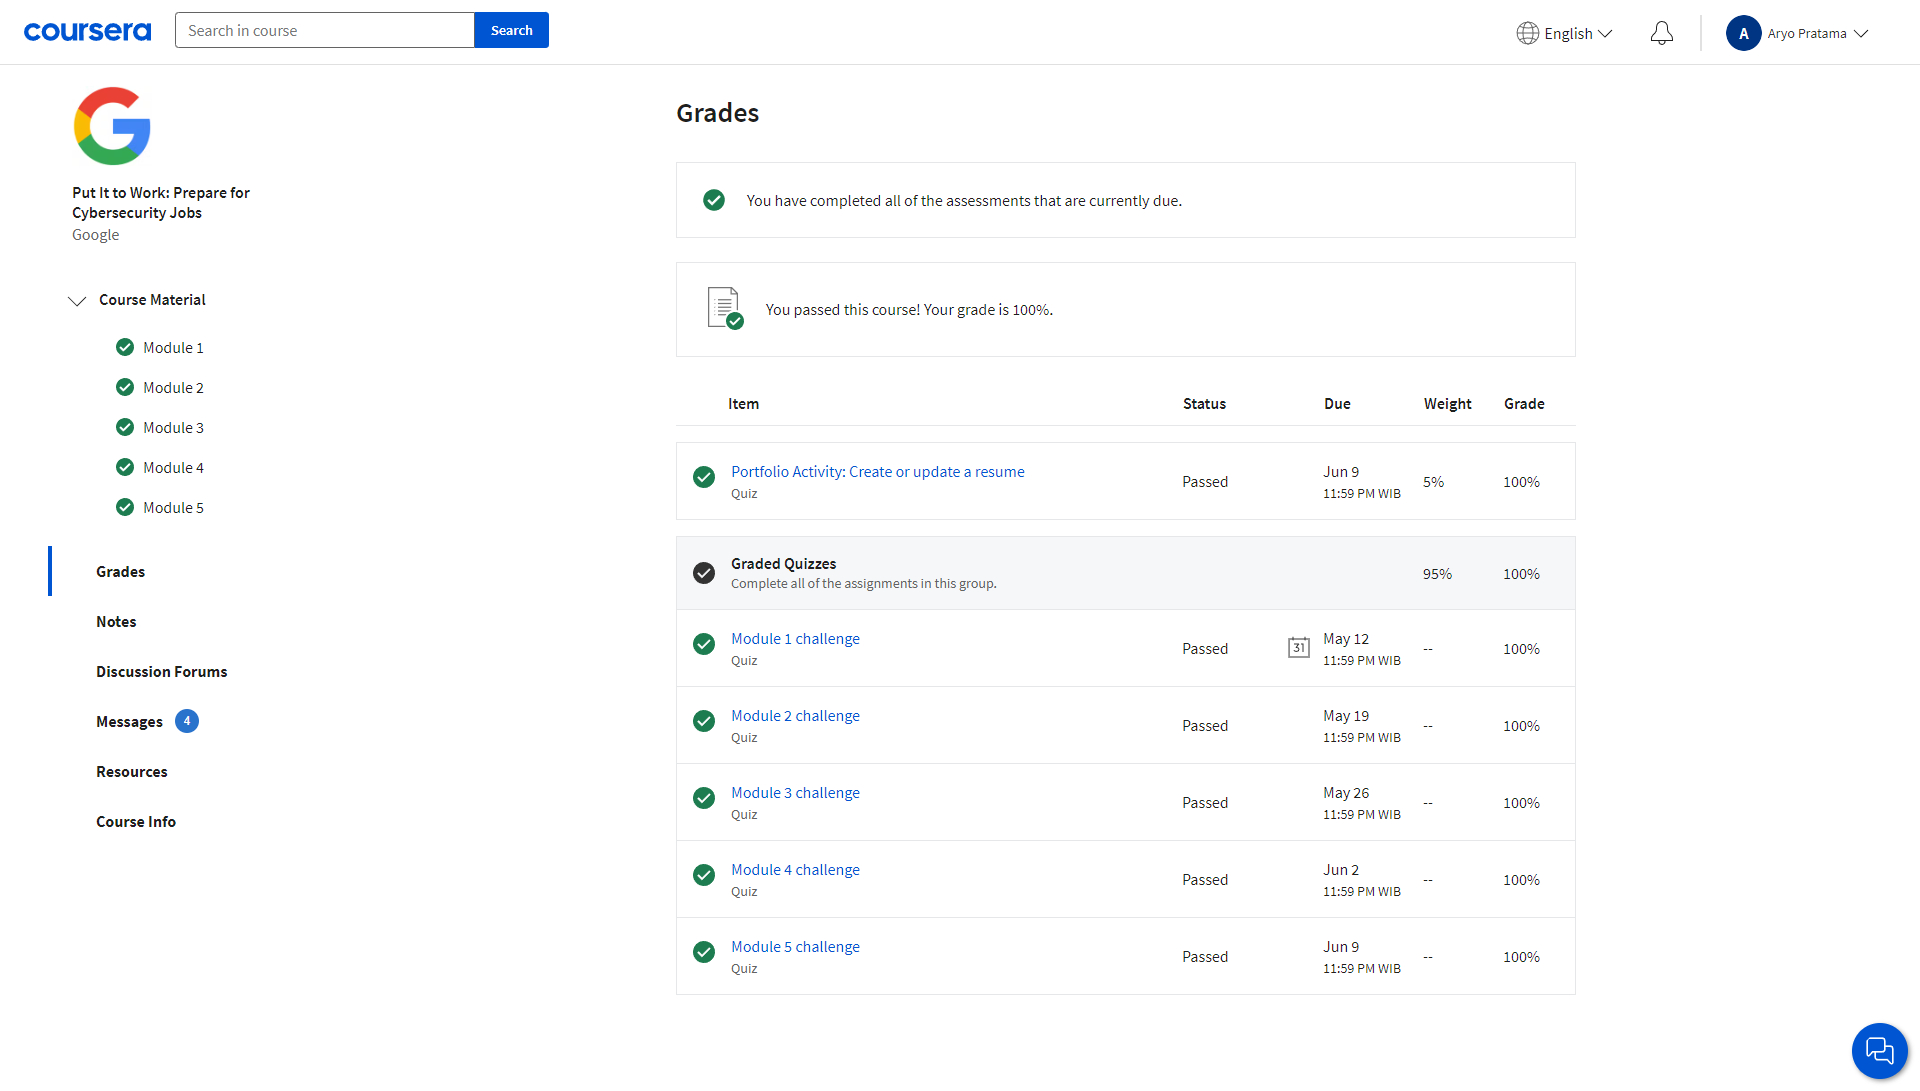 coursera
Search in course
Search
English
A
Aryo Pratama
Put It to Work: Prepare for
Cybersecurity Jobs
Google
Course Material
Module 1
Module 2
Module 3
Module 4
Module 5
Grades
Notes
Discussion Forums
Messages 4
Resources
Course Info
Grades
You have completed all of the assessments that are currently due.
You passed this course! Your grade is 100%.
Item Status Due Weight Grade
Portfolio Activity: Create or update a resume
Quiz
Passed
Jun 9
11:59 PM WIB
5%
100%
Graded Quizzes
Complete all of the assignments in this group.
95%
100%
Module 1 challenge
Quiz
Passed
31
May 12
11:59 PM WIB
--
100%
Module 2 challenge
Quiz
Passed
May 19
11:59 PM WIB
--
100%
Module 3 challenge
Quiz
Passed
May 26
11:59 PM WIB
--
100%
Module 4 challenge
Quiz
Passed
Jun 2
11:59 PM WIB
--
100%
Module 5 challenge
Quiz
Passed
Jun 9
11:59 PM WIB
--
100%